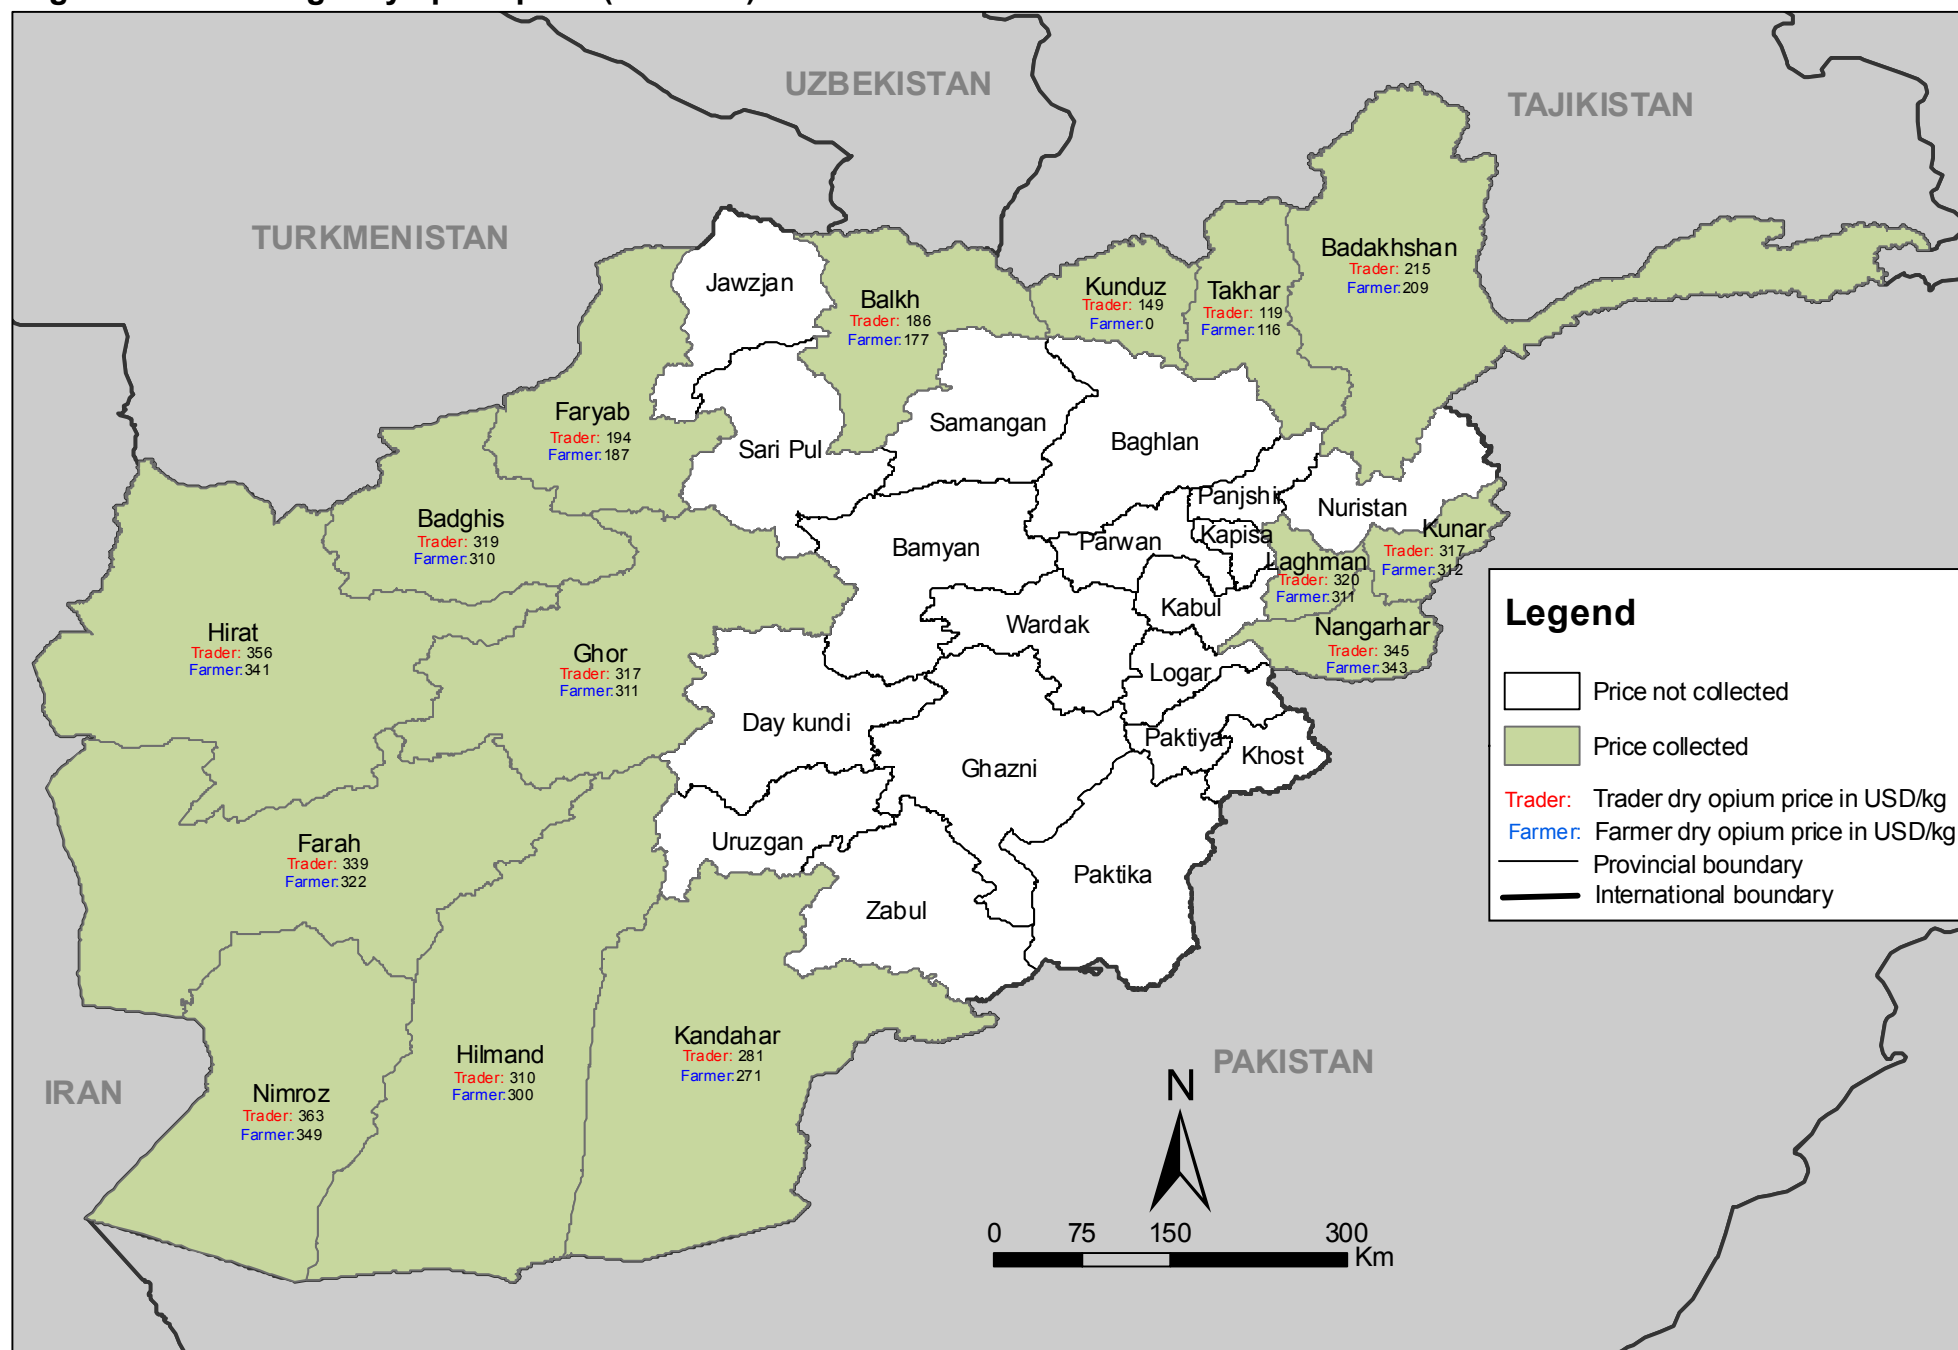 UZBEKISTAN
TAJIKISTAN
TURKMENISTAN
Badakhshan
Trader: 215
Farmer:209
Jawzjan
Balkh
Trader: 186
Farmer:177
Kunduz
Trader: 149
Farmer:0
Takhar
Trader: 119
Farmer:116
Faryab
Trader: 194
Farmer:187
Sari Pul
Samangan
Baghlan
Panjshir
Nuristan
Badghis
Trader: 319
Farmer:310
Bamyan
Parwan
Kapisa
Kunar
Trader: 317
Farmer:312
Laghman
Trader: 320
Farmer:311
Hirat
Trader: 356
Farmer:341
Ghor
Trader: 317
Farmer:311
Wardak
Kabul
Nangarhar
Trader: 345
Farmer:343
Logar
Day kundi
Ghazni
Paktiya
Khost
Uruzgan
Farah
Trader: 339
Farmer:322
Zabul
Paktika
Kandahar
Trader: 281
Farmer:271
Hilmand
Trader: 310
Farmer:300
Nimroz
Trader: 363
Farmer:349
IRAN
PAKISTAN
Legend
Price not collected
Price collected
Trader: Trader dry opium price in USD/kg
Farmer: Farmer dry opium price in USD/kg
Provincial boundary
International boundary
N
0 75 150 300
Km